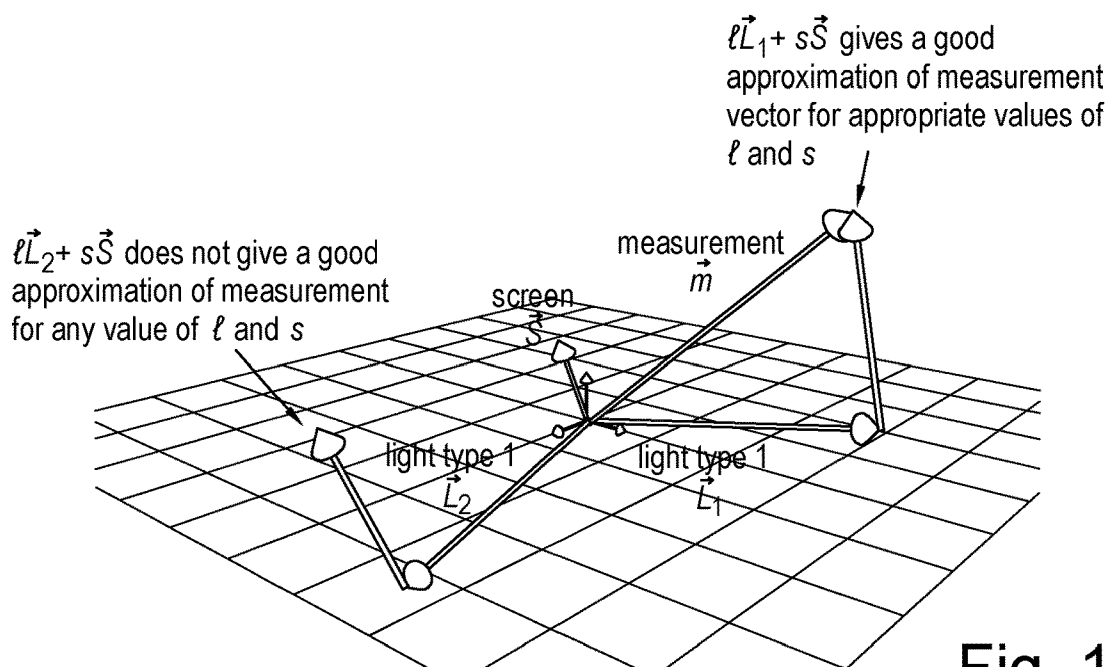 ℓL⃗₁+ sS⃗ gives a good
approximation of measurement
vector for appropriate values of
ℓ and s
ℓL⃗₂+ sS⃗ does not give a good
approximation of measurement
for any value of ℓ and s
measurement
m⃗
screen
S⃗
light type 1
L⃗₂
light type 1
L⃗₁
Fig. 1